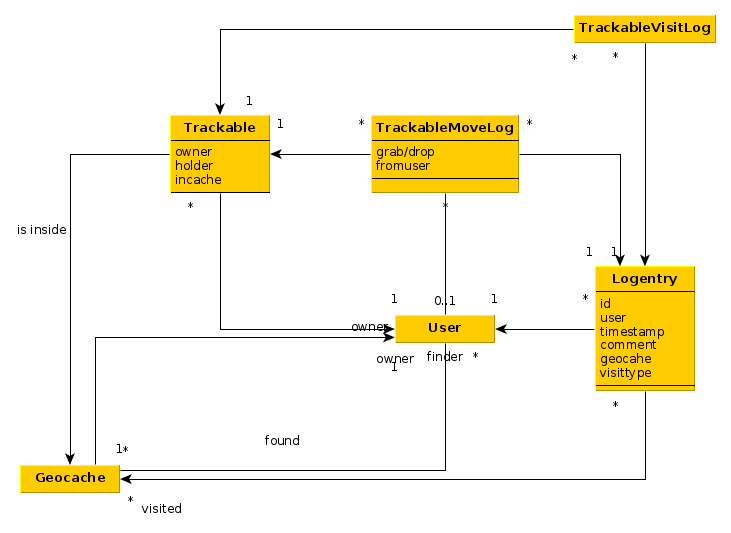 TrackableVisitLog
* *
1
Trackable
1
*
TrackableMoveLog
*
owner
holder
incache
grab/drop
fromuser
*
*
is inside
1
1
Logentry
1
0..1
1
*
id
user
timestamp
comment
geocahe
visittype
owner
User
owner
finder *
1
*
found
1*
Geocache
*
visited